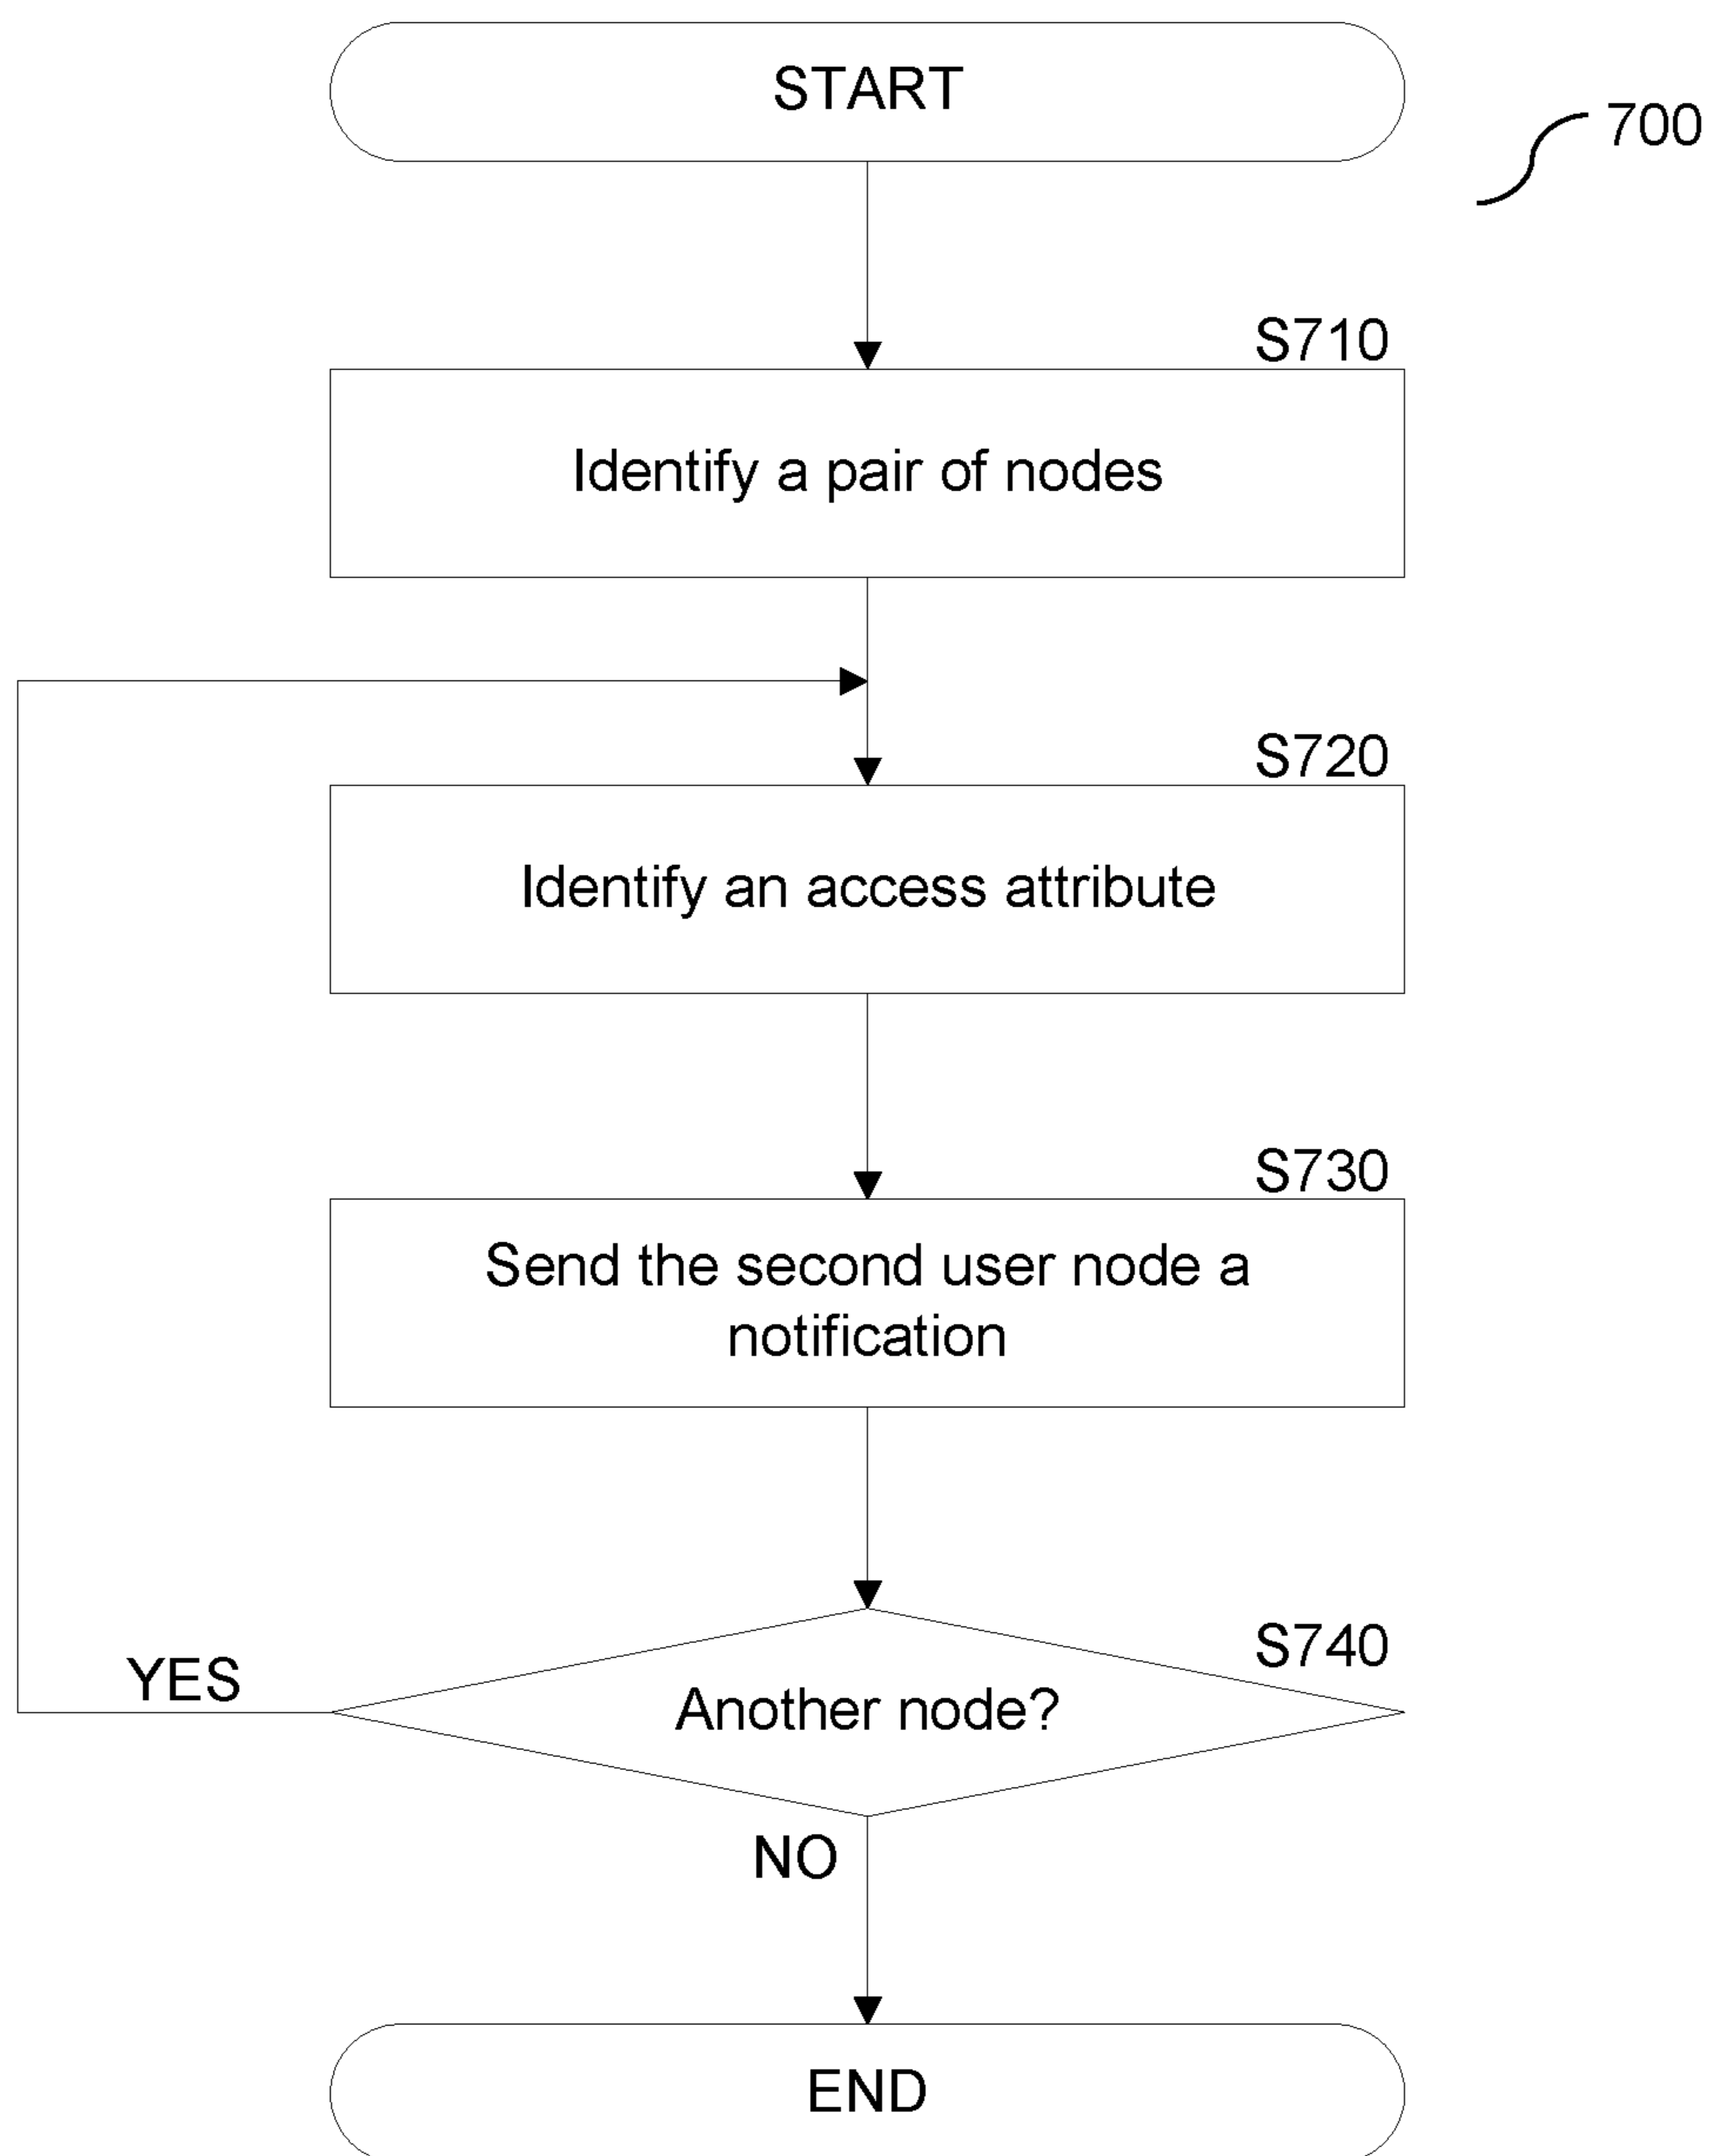 START
700
S710
Identify a pair of nodes
S720
Identify an access attribute
S730
Send the second user node a
notification
S740
Another node?
YES
NO
END